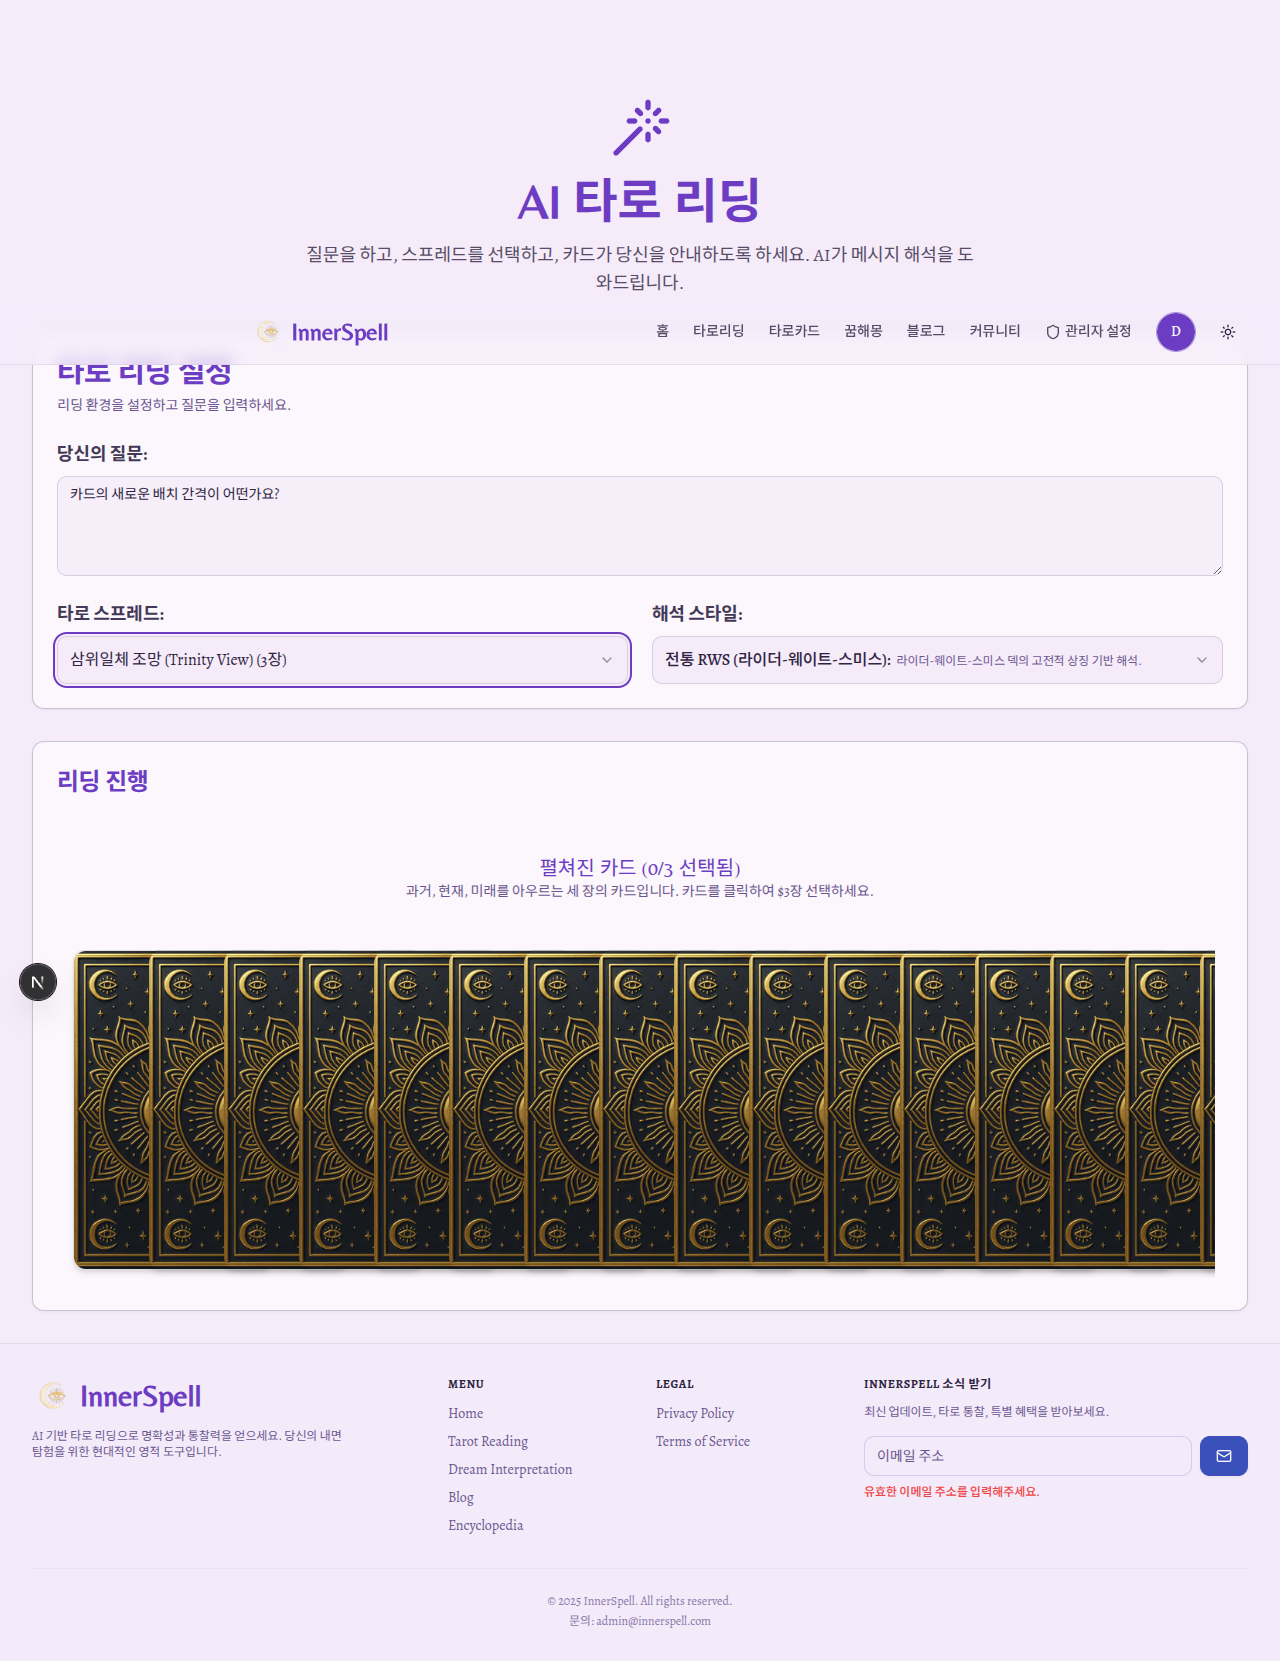 AI 타로 리딩
질문을 하고, 스프레드를 선택하고, 카드가 당신을 안내하도록 하세요. AI가 메시지 해석을 도
와드립니다.
InnerSpell
홈 타로리딩 타로카드 꿈해몽 블로그 커뮤니티 관리자 설정 D
타로 리딩 설정
리딩 환경을 설정하고 질문을 입력하세요.
당신의 질문:
카드의 새로운 배치 간격이 어떤가요?
타로 스프레드:
삼위일체 조망 (Trinity View) (3장)
해석 스타일:
전통 RWS (라이더-웨이트-스미스): 라이더-웨이트-스미스 덱의 고전적 상징 기반 해석.
리딩 진행
펼쳐진 카드 (0/3 선택됨)
과거, 현재, 미래를 아우르는 세 장의 카드입니다. 카드를 클릭하여 $3장 선택하세요.
N
InnerSpell
AI 기반 타로 리딩으로 명확성과 통찰력을 얻으세요. 당신의 내면
탐험을 위한 현대적인 영적 도구입니다.
MENU
Home
Tarot Reading
Dream Interpretation
Blog
Encyclopedia
LEGAL
Privacy Policy
Terms of Service
INNERSPELL 소식 받기
최신 업데이트, 타로 통찰, 특별 혜택을 받아보세요.
이메일 주소
유효한 이메일 주소를 입력해주세요.
© 2025 InnerSpell. All rights reserved.
문의: admin@innerspell.com